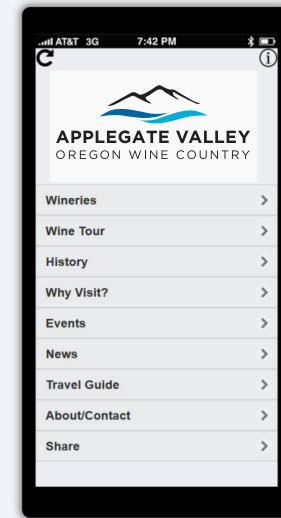 AT&T 3G 7:42 PM
APPLEGATE VALLEY
OREGON WINE COUNTRY
Wineries
Wine Tour
History
Why Visit?
Events
News
Travel Guide
About/Contact
Share